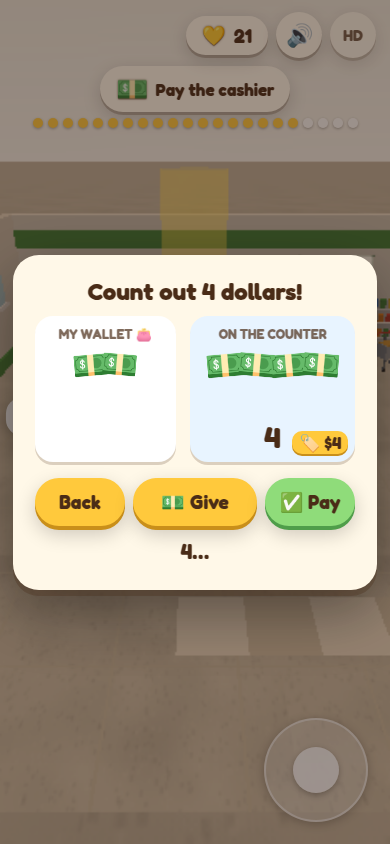 21
HD
Pay the cashier
Count out 4 dollars!
MY WALLET
ON THE COUNTER
4
$4
Back
Give
Pay
4...